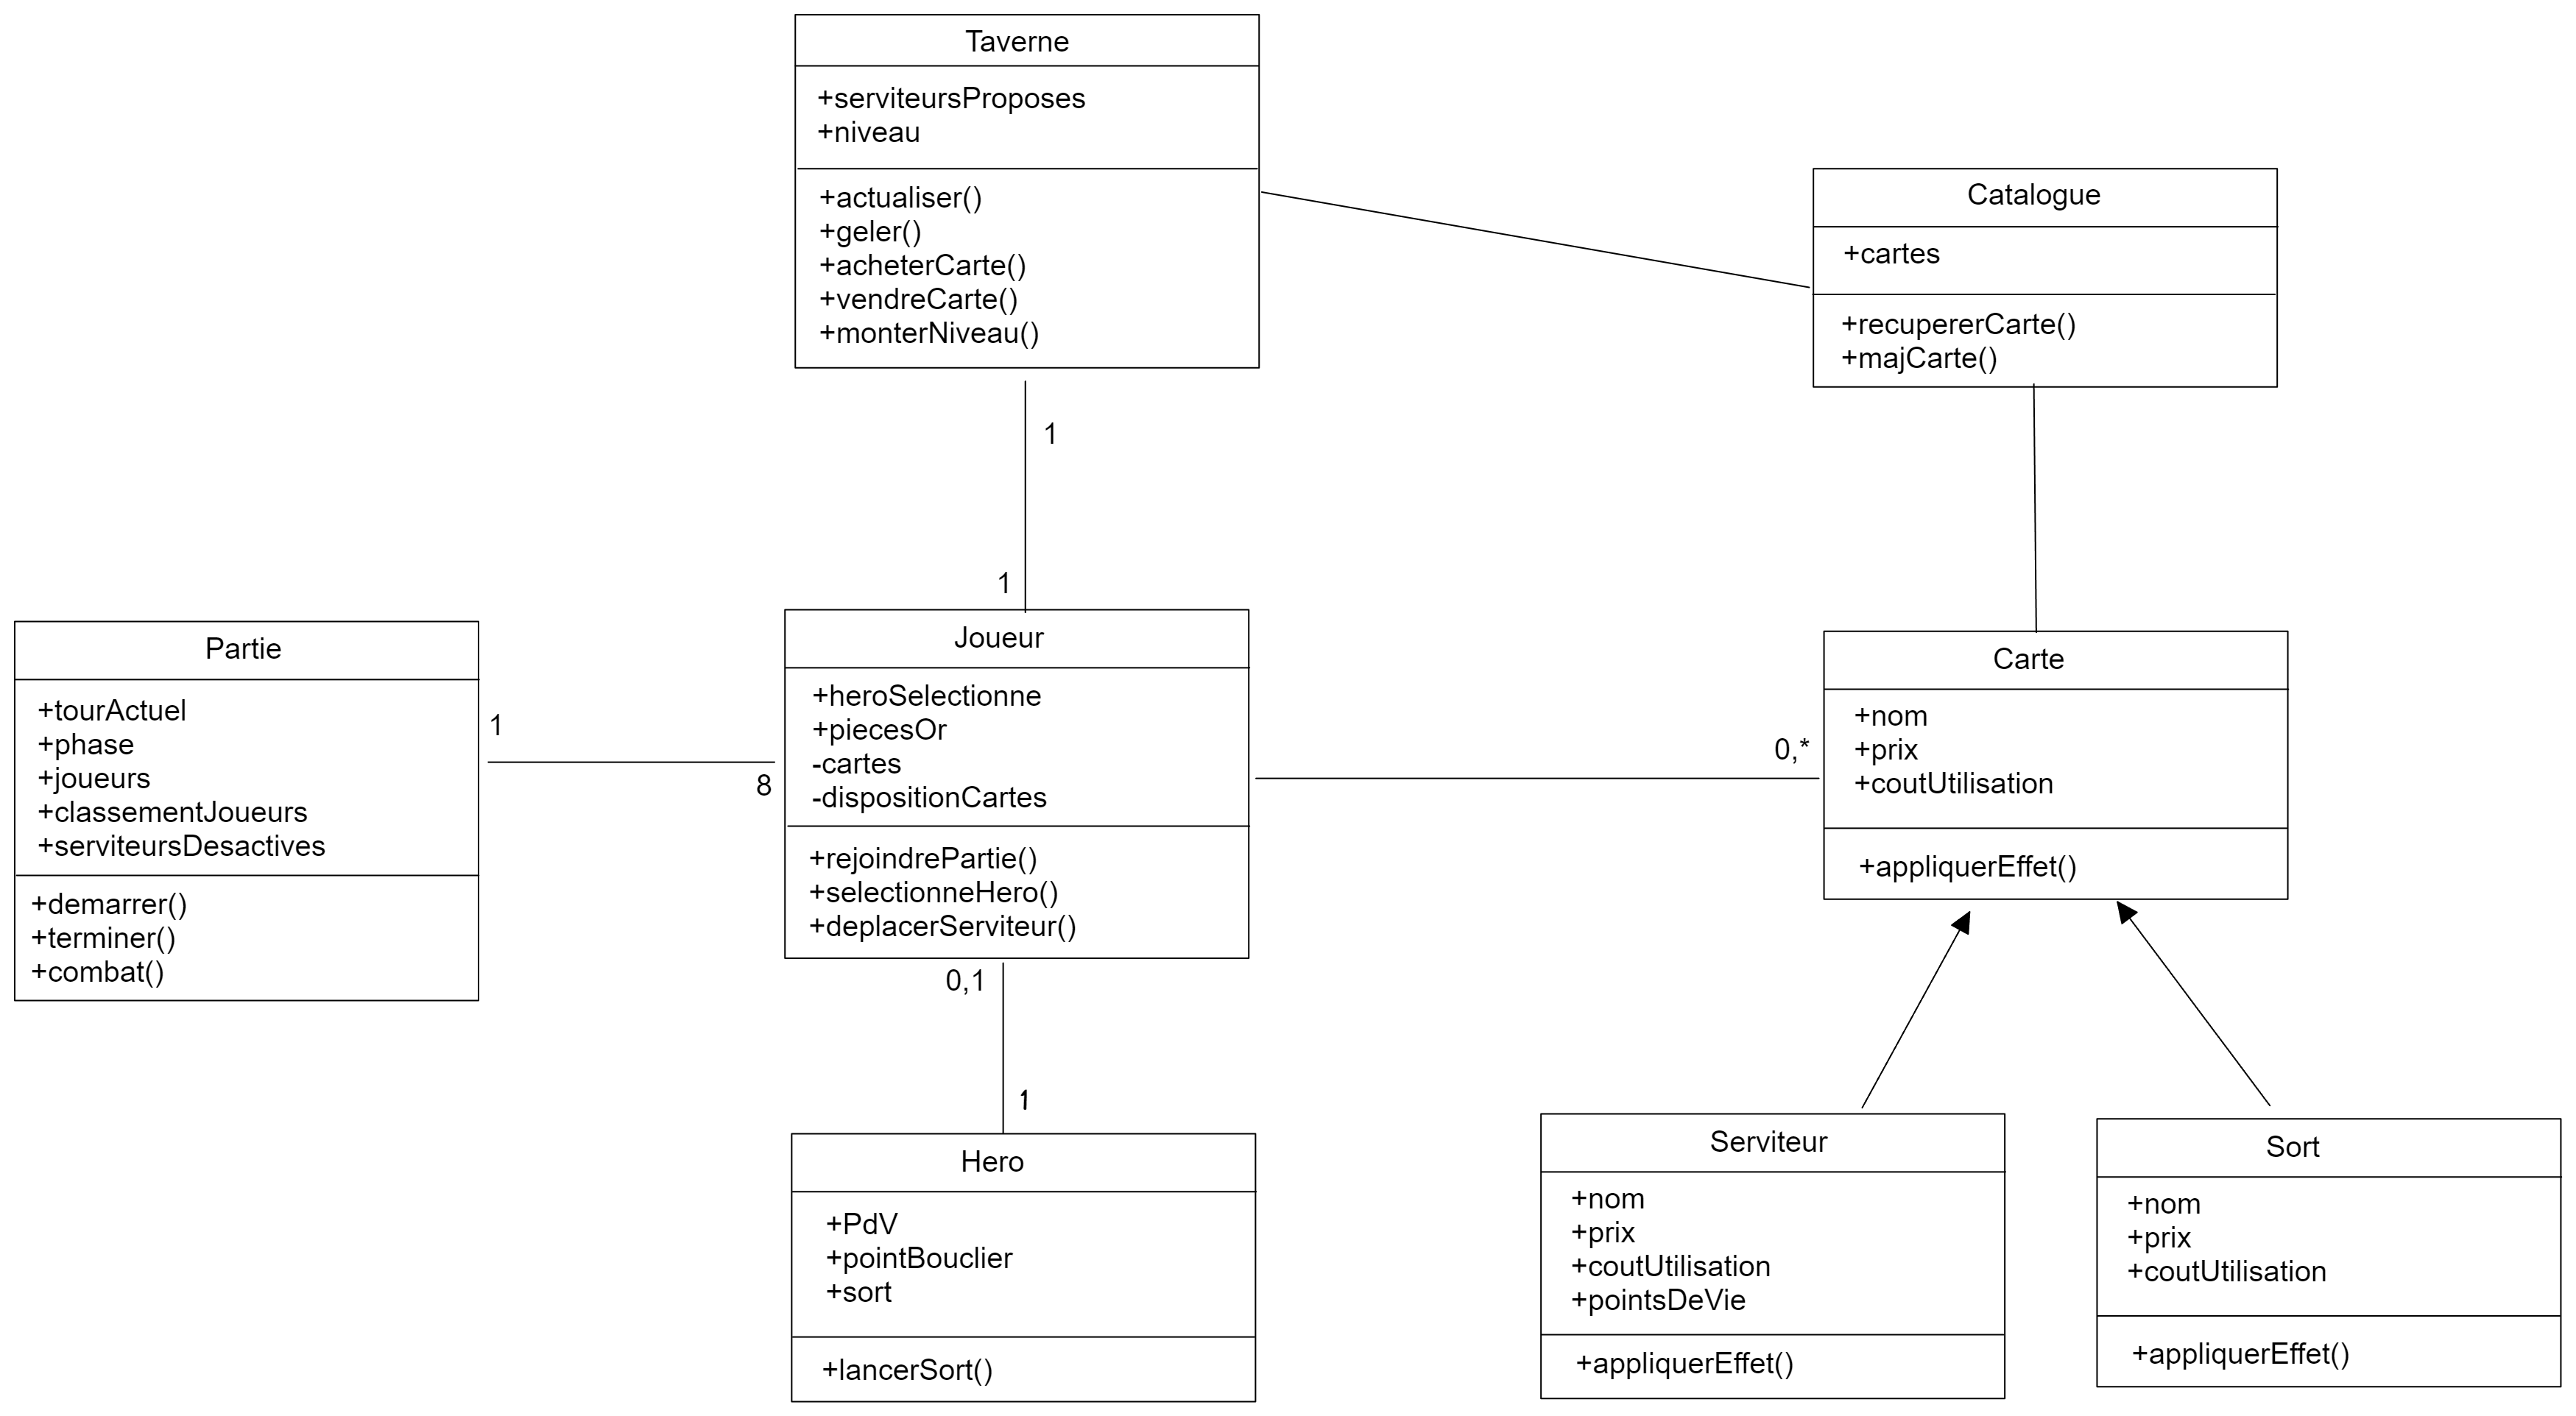 Taverne
+serviteursProposes
+niveau
+actualiser()
+geler()
+acheterCarte()
+vendreCarte()
+monterNiveau()
Catalogue
+cartes
+recupererCarte()
+majCarte()
1
1
Partie
+tourActuel
+phase
+joueurs
+classementJoueurs
+serviteursDesactives
+demarrer()
+terminer()
+combat()
1
8
Joueur
+heroSelectionne
+piecesOr
-cartes
-dispositionCartes
+rejoindrePartie()
+selectionneHero()
+deplacerServiteur()
0,*
Carte
+nom
+prix
+coutUtilisation
+appliquerEffet()
0,1
1
Hero
+PdV
+pointBouclier
+sort
+lancerSort()
Serviteur
+nom
+prix
+coutUtilisation
+pointsDeVie
+appliquerEffet()
Sort
+nom
+prix
+coutUtilisation
+appliquerEffet()